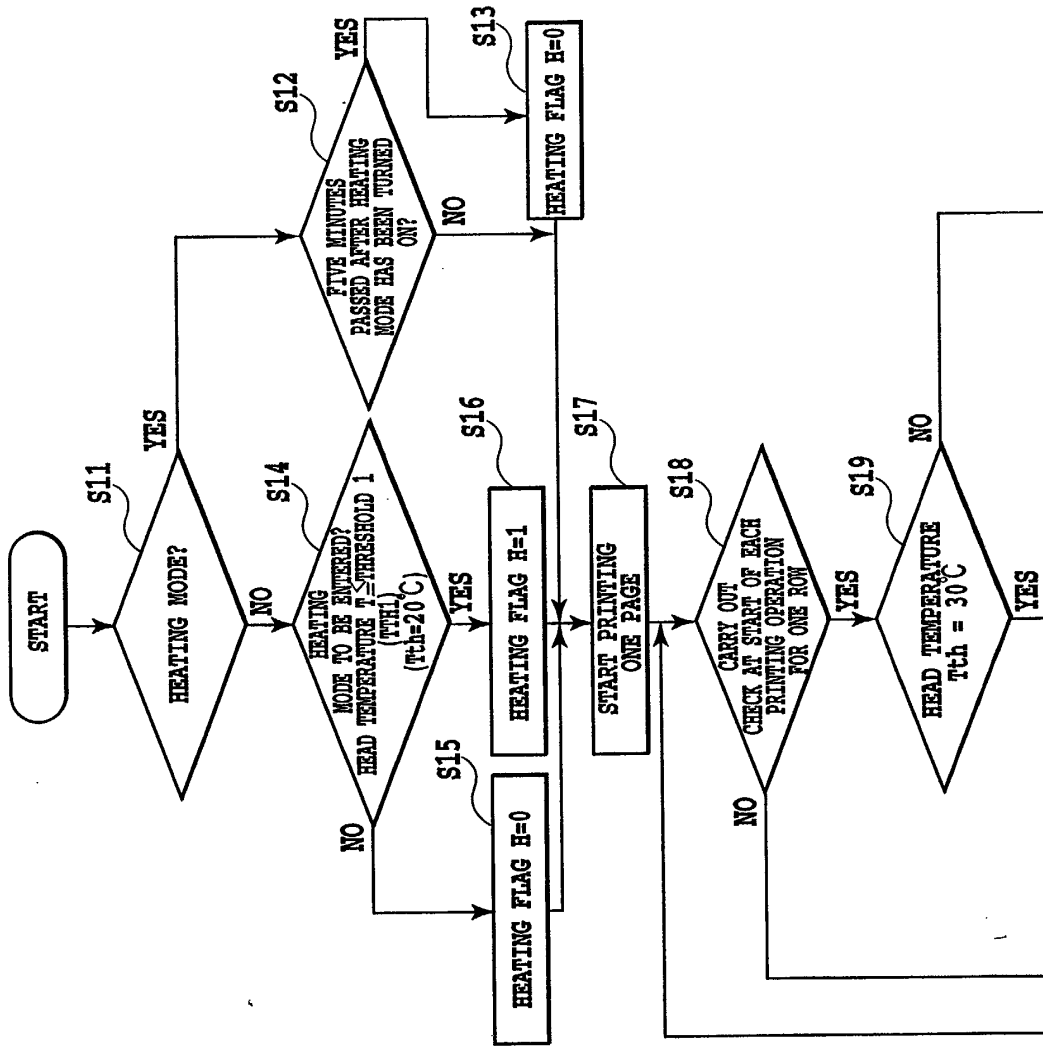 START
S11
HEATING MODE?
YES
NO
S12
FIVE MINUTES
PASSED AFTER HEATING
MODE HAS BEEN TURNED
ON?
YES
NO
S13
HEATING FLAG H=0
S14
HEATING
MODE TO BE ENTERED?
HEAD TEMPERATURE T≦THRESHOLD 1
(TTH1)
(Tth=20℃)
NO
YES
S15
HEATING FLAG H=0
S16
HEATING FLAG H=1
S17
START PRINTING
ONE PAGE
S18
CARRY OUT
CHECK AT START OF EACH
PRINTING OPERATION
FOR ONE ROW
NO
YES
S19
HEAD TEMPERATURE
Tth = 30℃
NO
YES